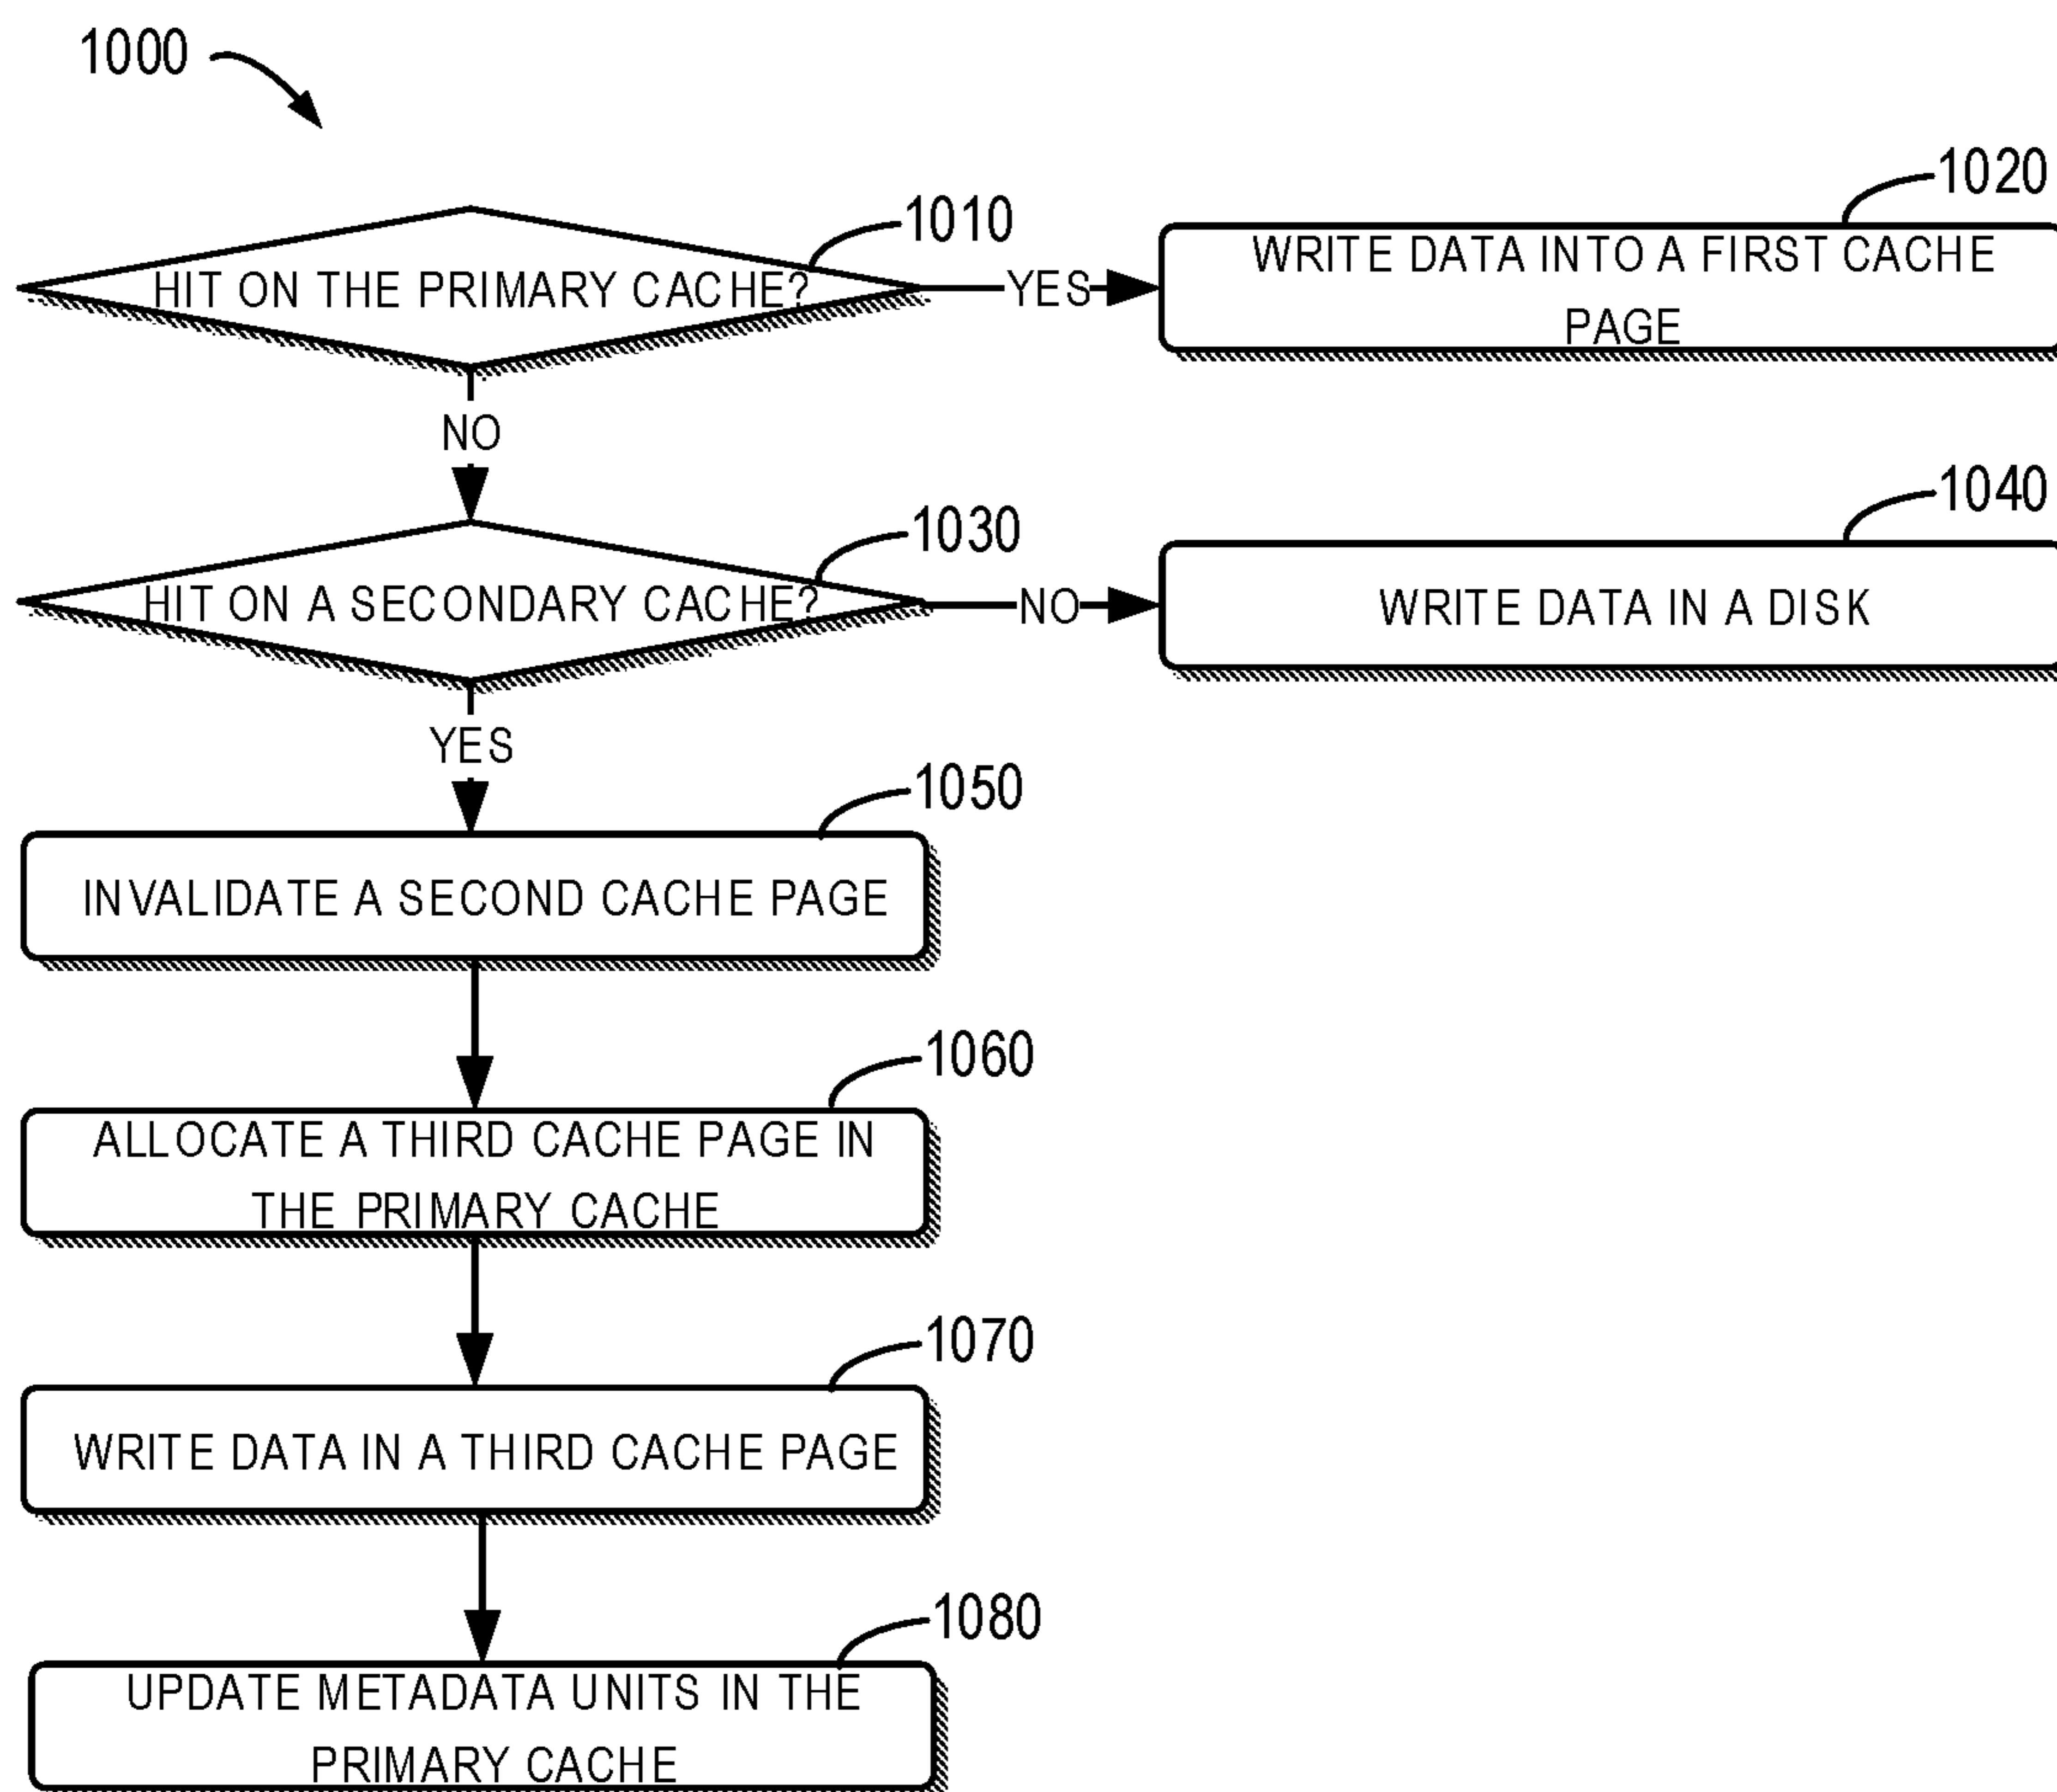 1000
1010
HIT ON THE PRIMARY CACHE?
YES
1020
WRITE DATA INTO A FIRST CACHE
PAGE
NO
1030
HIT ON A SECONDARY CACHE?
NO
1040
WRITE DATA IN A DISK
YES
1050
INVALIDATE A SECOND CACHE PAGE
1060
ALLOCATE A THIRD CACHE PAGE IN
THE PRIMARY CACHE
1070
WRITE DATA IN A THIRD CACHE PAGE
1080
UPDATE METADATA UNITS IN THE
PRIMARY CACHE